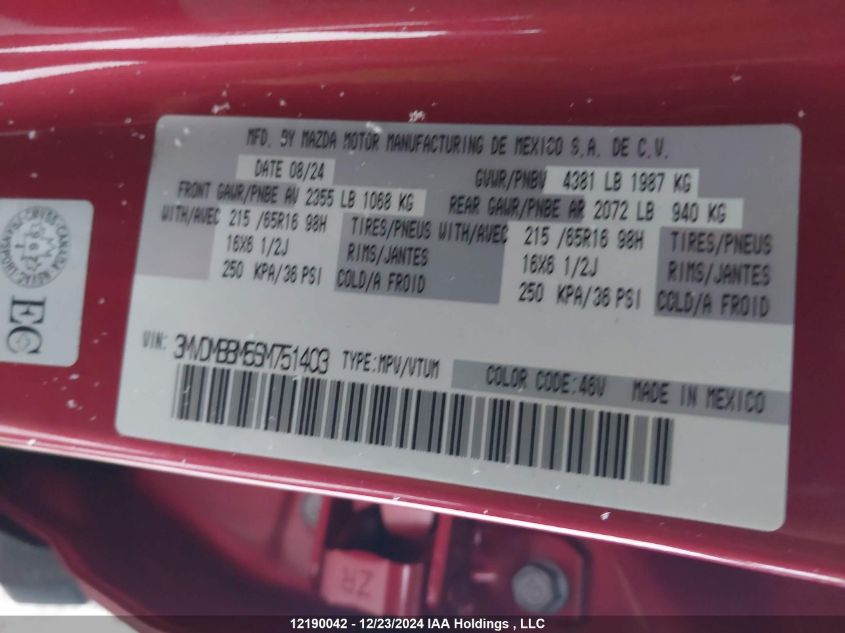 MFD. BY MAZDA MOTOR MANUFACTURING DE MEXICO S.A. DE C.V.
DATE 08/24 GVWR/PNBV 4381 LB 1987 KG
FRONT GAWR/PNBE AV 2355 LB 1068 KG REAR GAWR/PNBE AR 2072 LB 940 KG
WITH/AVEC 215 /65R16 98H TIRES/PNEUS WITH/AVEC 215 /65R16 98H TIRES/PNEUS
16X6 1/2J RIMS/JANTES 16X6 1/2J RIMS/JANTES
250 KPA/36 PSI COLD/A FROID 250 KPA/36 PSI COLD/A FROID
VIN: 3MVDMBBM5SM751403 TYPE:MPV/VTUM COLOR CODE:46V MADE IN MEXICO
EC
ZR
12190042 - 12/23/2024 IAA Holdings , LLC